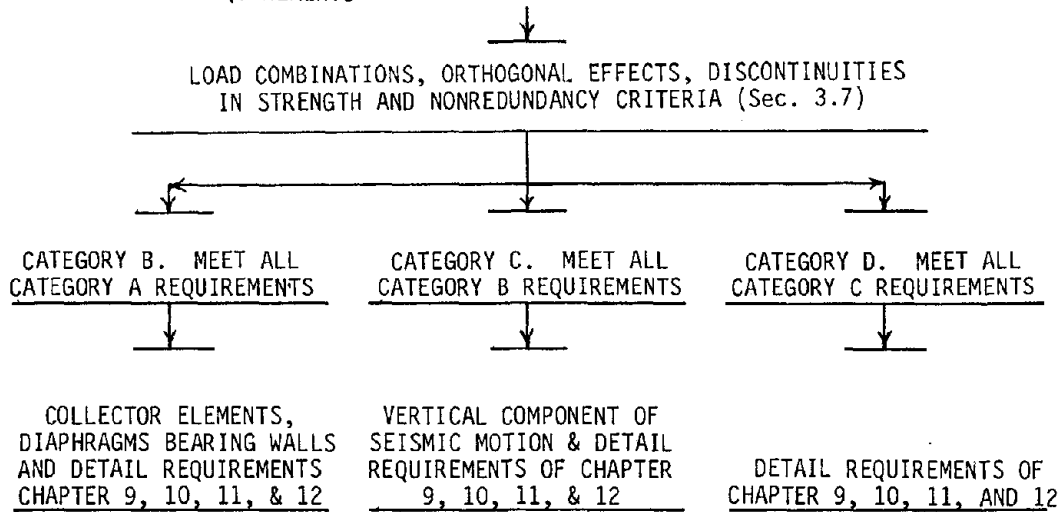 LOAD COMBINATIONS, ORTHOGONAL EFFECTS, DISCONTINUITIES
IN STRENGTH AND NONREDUNDANCY CRITERIA (Sec. 3.7)
CATEGORY B. MEET ALL
CATEGORY A REQUIREMENTS
CATEGORY C. MEET ALL
CATEGORY B REQUIREMENTS
CATEGORY D. MEET ALL
CATEGORY C REQUIREMENTS
COLLECTOR ELEMENTS,
DIAPHRAGMS BEARING WALLS
AND DETAIL REQUIREMENTS
CHAPTER 9, 10, 11, & 12
VERTICAL COMPONENT OF
SEISMIC MOTION & DETAIL
REQUIREMENTS OF CHAPTER
9, 10, 11, & 12
DETAIL REQUIREMENTS OF
CHAPTER 9, 10, 11, AND 12